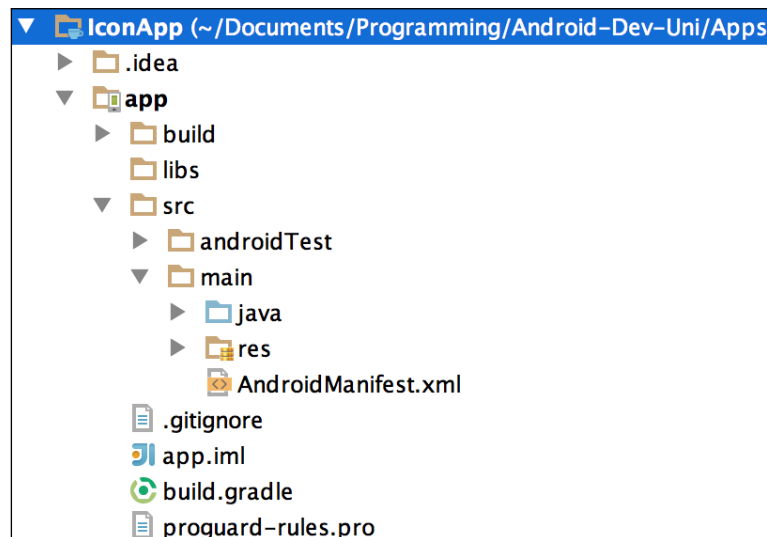 IconApp (~/Documents/Programming/Android-Dev-Uni/Apps
.idea
app
build
libs
src
androidTest
main
java
res
AndroidManifest.xml
.gitignore
app.iml
build.gradle
proguard-rules.pro